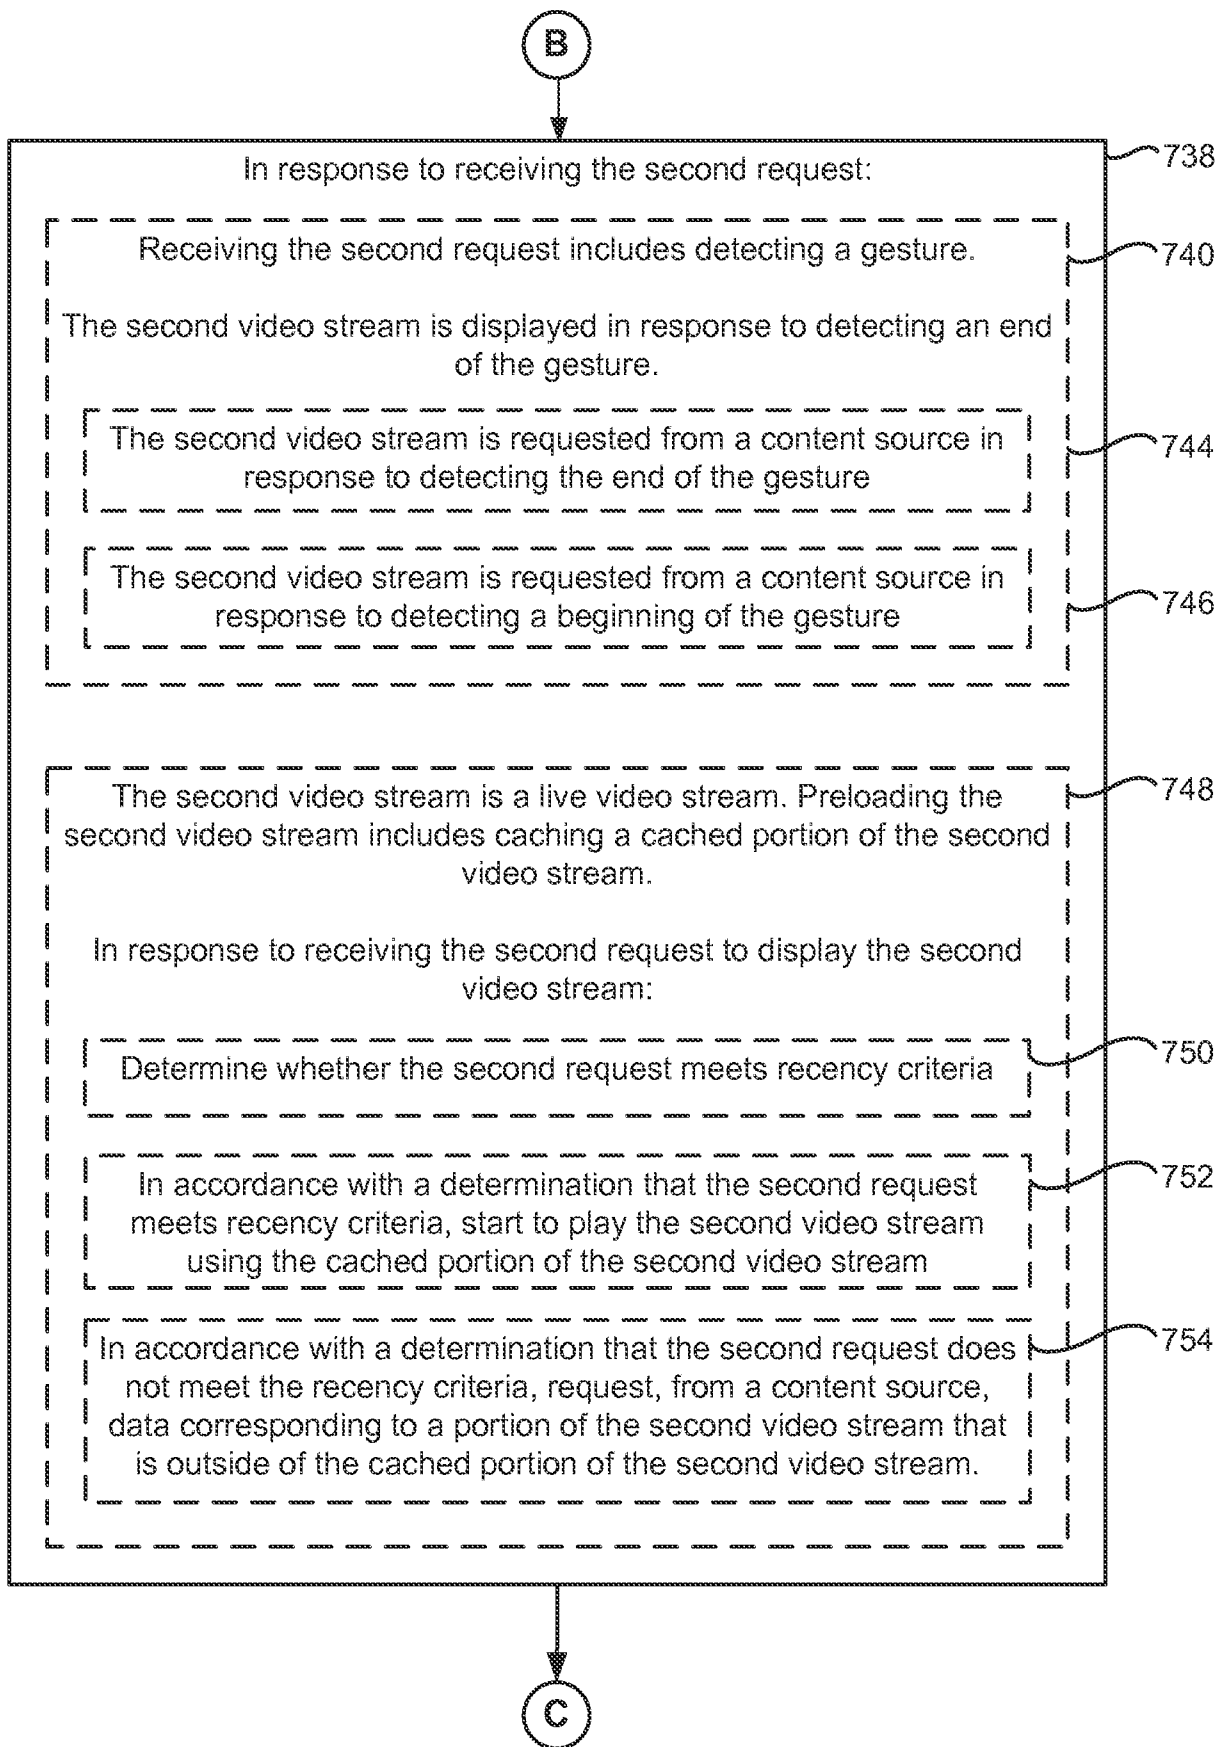 B
In response to receiving the second request:
738
Receiving the second request includes detecting a gesture.
740
The second video stream is displayed in response to detecting an end
of the gesture.
The second video stream is requested from a content source in
response to detecting the end of the gesture
744
The second video stream is requested from a content source in
response to detecting a beginning of the gesture
746
The second video stream is a live video stream. Preloading the
second video stream includes caching a cached portion of the second
video stream.
748
In response to receiving the second request to display the second
video stream:
Determine whether the second request meets recency criteria
750
In accordance with a determination that the second request
meets recency criteria, start to play the second video stream
using the cached portion of the second video stream
752
In accordance with a determination that the second request does
not meet the recency criteria, request, from a content source,
data corresponding to a portion of the second video stream that
is outside of the cached portion of the second video stream.
754
C